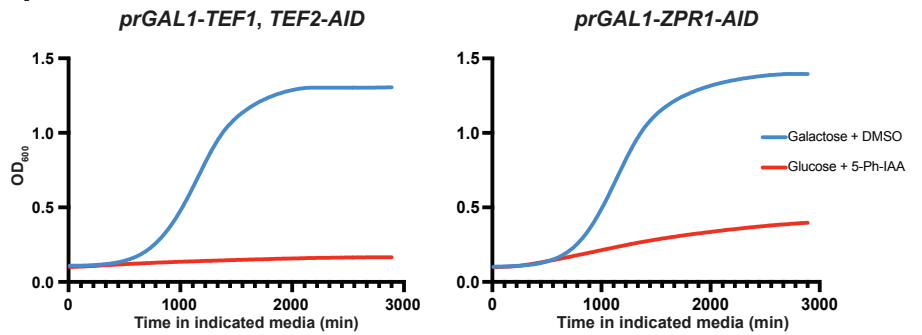 prGAL1-TEF1, TEF2-AID
1.5
1.0
0.5
0.0
OD600
0
1000
2000
3000
Time in indicated media (min)
prGAL1-ZPR1-AID
1.5
1.0
0.5
0.0
0
1000
2000
3000
Time in indicated media (min)
Galactose + DMSO
Glucose + 5-Ph-IAA